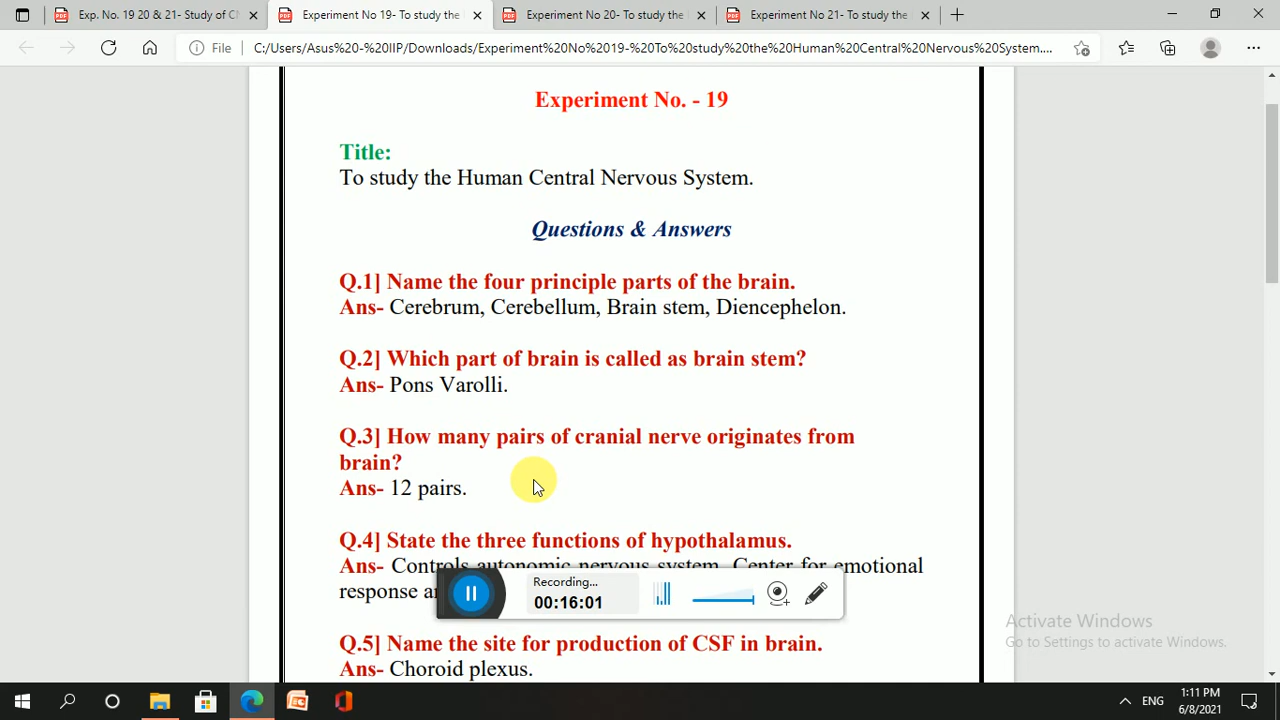 Exp. No. 19 20 & 21- Study of C
Experiment No 19- To study the
Experiment No 20- To study the
Experiment No 21- To study the
File
C:/Users/Asus%20-%20IIP/Downloads/Experiment%20No%2019-%20To%20study%20the%20Human%20Central%20Nervous%20System....
Experiment No. - 19
Title:
To study the Human Central Nervous System.
Questions & Answers
Q.1] Name the four principle parts of the brain.
Ans- Cerebrum, Cerebellum, Brain stem, Diencephelon.
Q.2] Which part of brain is called as brain stem?
Ans- Pons Varolli.
Q.3] How many pairs of cranial nerve originates from
brain?
Ans- 12 pairs.
Q.4] State the three functions of hypothalamus.
Ans- Controls autonomic nervous system, Center for emotional
response
Recording...
00:16:01
Q.5] Name the site for production of CSF in brain.
Ans- Choroid plexus.
Activate Windows
Go to Settings to activate Windows.
ENG
1:11 PM
6/8/2021